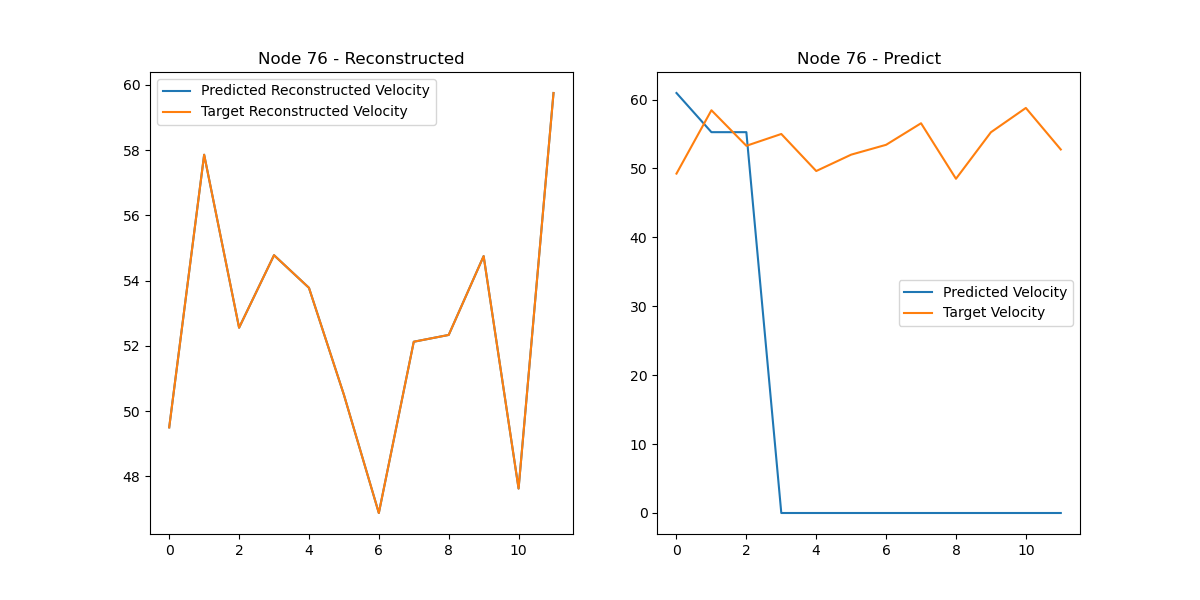 Node 76 - Reconstructed
Predicted Reconstructed Velocity
Target Reconstructed Velocity
60
58
56
54
52
50
48
0 2 4 6 8 10
Node 76 - Predict
Predicted Velocity
Target Velocity
60
50
40
30
20
10
0
0 2 4 6 8 10